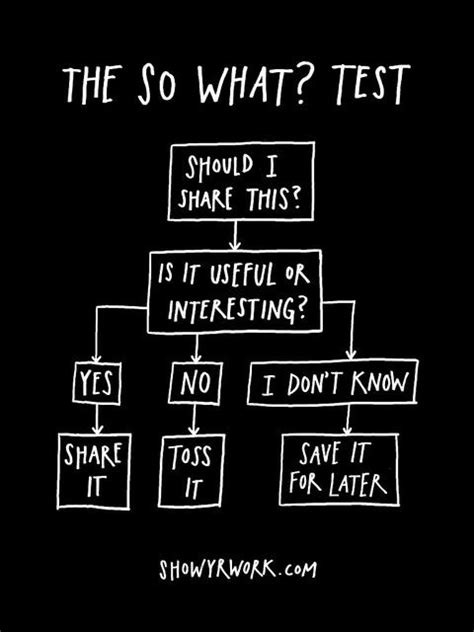 THE SO WHAT? TEST
SHOULD I
SHARE THIS?
IS IT USEFUL OR
INTERESTING?
YES
NO
I DON'T KNOW
SHARE
IT
TOSS
IT
SAVE IT
FOR LATER
SHOWYRWORK.COM